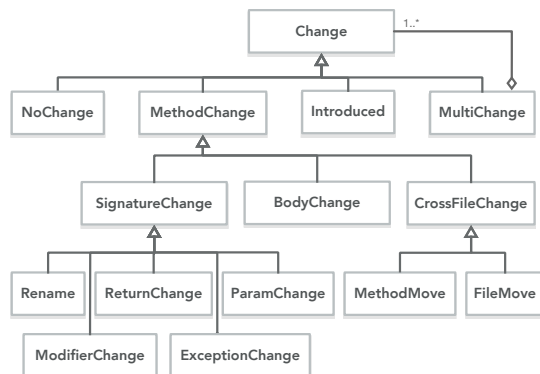 Change
1..*
NoChange
MethodChange
Introduced
MultiChange
SignatureChange
BodyChange
CrossFileChange
Rename
ReturnChange
ParamChange
MethodMove
FileMove
ModifierChange
ExceptionChange